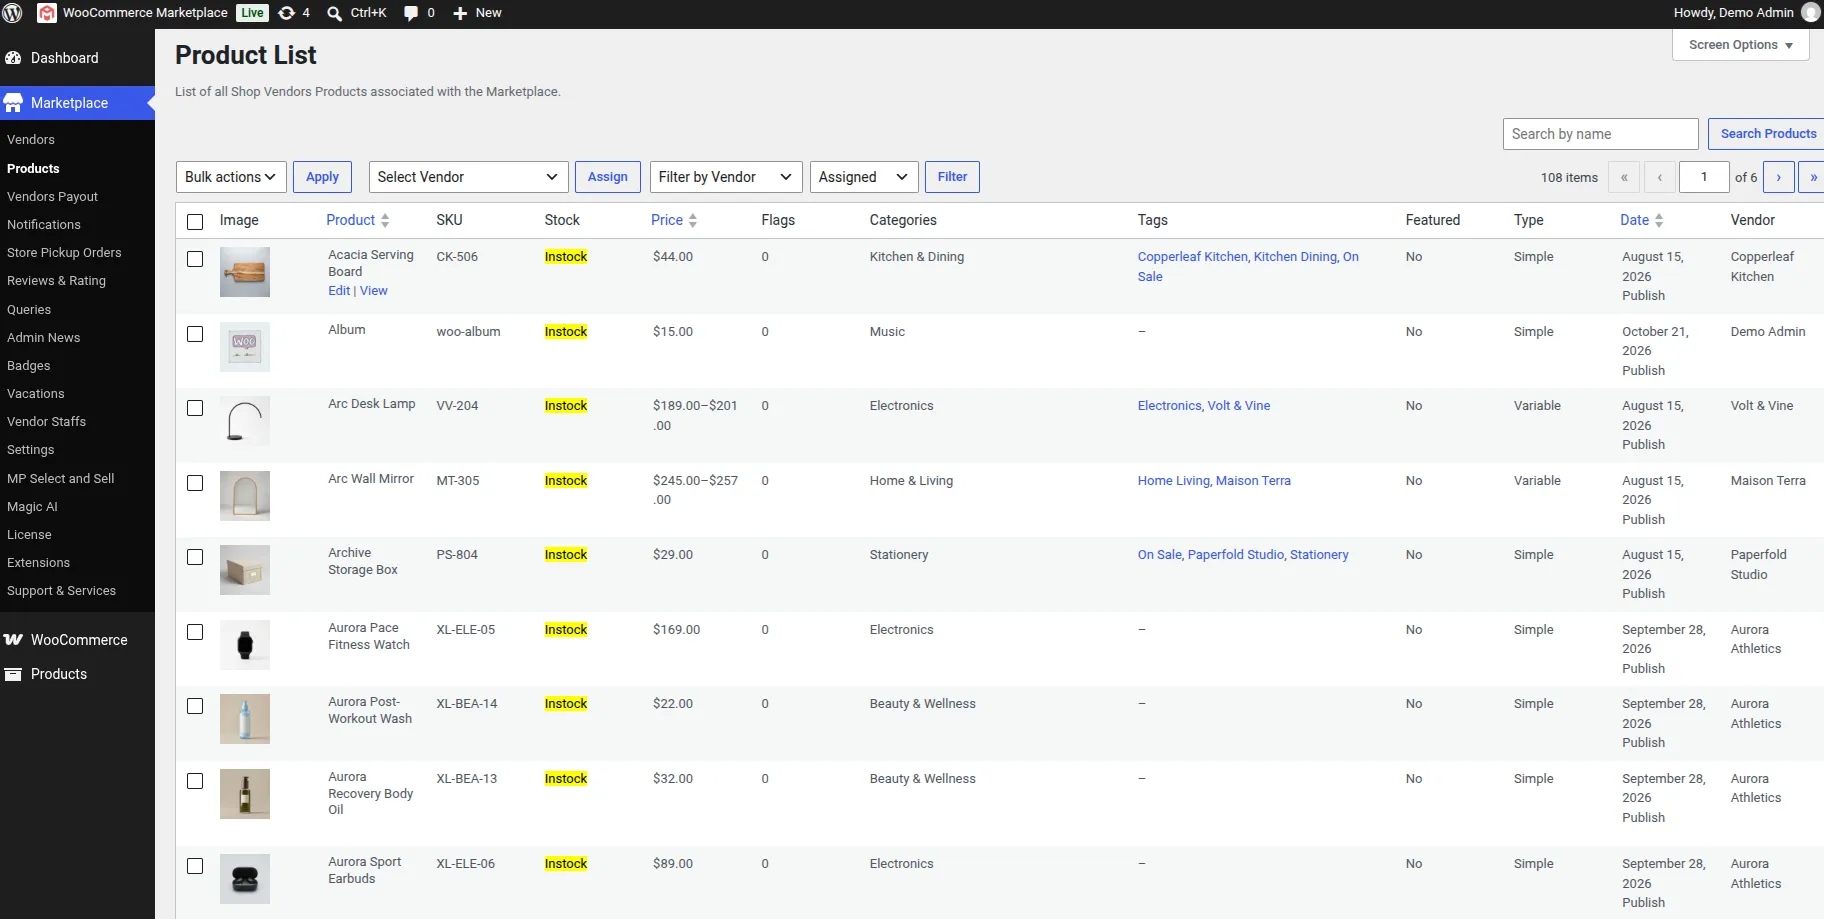 WooCommerce Marketplace Live 4 Ctrl+K 0 New Howdy, Demo Admin
Dashboard
Marketplace
Vendors
Products
Vendors Payout
Notifications
Store Pickup Orders
Reviews & Rating
Queries
Admin News
Badges
Vacations
Vendor Staffs
Settings
MP Select and Sell
Magic AI
License
Extensions
Support & Services
WooCommerce
Products
Product List
Screen Options
List of all Shop Vendors Products associated with the Marketplace.
Search by name Search Products
Bulk actions Apply Select Vendor Assign Filter by Vendor Assigned Filter 108 items « ‹ 1 of 6 › »
Image Product SKU Stock Price Flags Categories Tags Featured Type Date Vendor
Acacia Serving
Board
Edit | View
CK-506
Instock
$44.00
0
Kitchen & Dining
Copperleaf Kitchen, Kitchen Dining, On
Sale
No
Simple
August 15,
2026
Publish
Copperleaf
Kitchen
Album
WOO
woo-album
Instock
$15.00
0
Music
–
No
Simple
October 21,
2026
Publish
Demo Admin
Arc Desk Lamp
VV-204
Instock
$189.00–$201
.00
0
Electronics
Electronics, Volt & Vine
No
Variable
August 15,
2026
Publish
Volt & Vine
Arc Wall Mirror
MT-305
Instock
$245.00–$257
.00
0
Home & Living
Home Living, Maison Terra
No
Variable
August 15,
2026
Publish
Maison Terra
Archive
Storage Box
PS-804
Instock
$29.00
0
Stationery
On Sale, Paperfold Studio, Stationery
No
Simple
August 15,
2026
Publish
Paperfold
Studio
Aurora Pace
Fitness Watch
XL-ELE-05
Instock
$169.00
0
Electronics
–
No
Simple
September 28,
2026
Publish
Aurora
Athletics
Aurora Post-
Workout Wash
XL-BEA-14
Instock
$22.00
0
Beauty & Wellness
–
No
Simple
September 28,
2026
Publish
Aurora
Athletics
Aurora
Recovery Body
Oil
XL-BEA-13
Instock
$32.00
0
Beauty & Wellness
–
No
Simple
September 28,
2026
Publish
Aurora
Athletics
Aurora Sport
Earbuds
XL-ELE-06
Instock
$89.00
0
Electronics
–
No
Simple
September 28,
2026
Publish
Aurora
Athletics